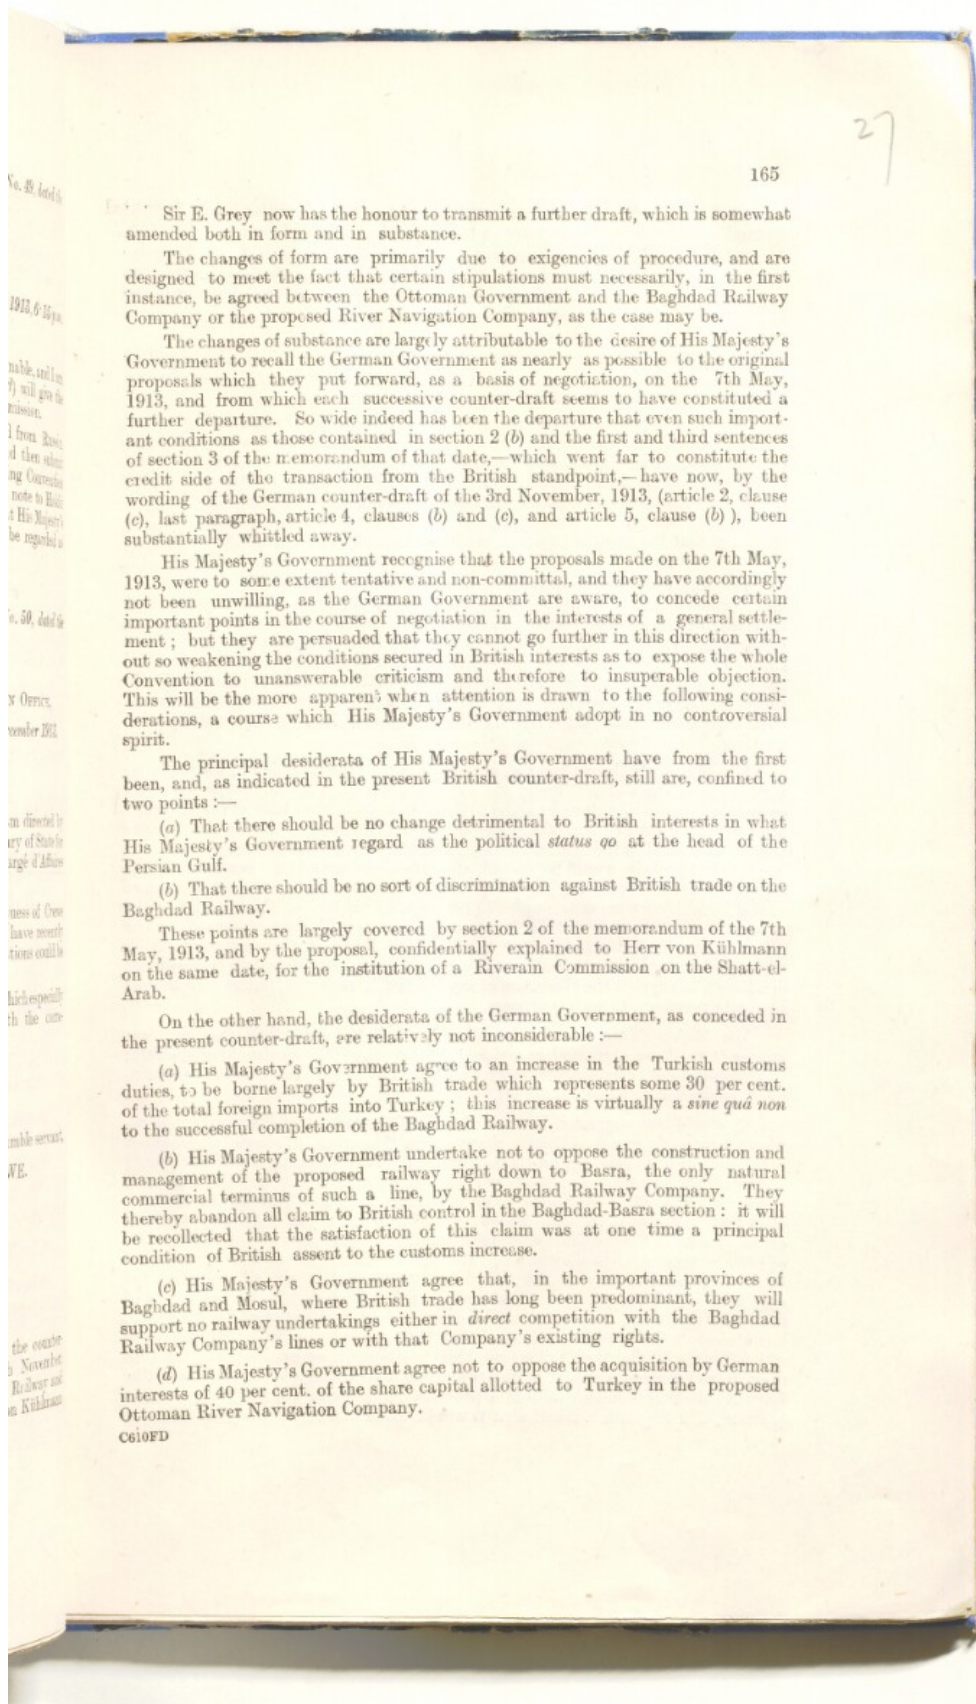 27
165
Sir E. Grey now has the honour to transmit a further draft, which is somewhat
amended both in form and in substance.
The changes of form are primarily due to exigencies of procedure, and are
designed to meet the fact that certain stipulations must necessarily, in the first
instance, be agreed between the Ottoman Government and the Baghdad Railway
Company or the proposed River Navigation Company, as the case may be.
The changes of substance are largely attributable to the desire of His Majesty's
Government to recall the German Government as nearly as possible to the original
proposals which they put forward, as a basis of negotiation, on the 7th May,
1913, and from which each successive counter-draft seems to have constituted a
further departure. So wide indeed has been the departure that even such import-
ant conditions as those contained in section 2 (b) and the first and third sentences
of section 3 of the memorandum of that date,—which went far to constitute the
credit side of the transaction from the British standpoint,—have now, by the
wording of the German counter-draft of the 3rd November, 1913, (article 2, clause
(c), last paragraph, article 4, clauses (b) and (c), and article 5, clause (b) ), been
substantially whittled away.
His Majesty's Government recognise that the proposals made on the 7th May,
1913, were to some extent tentative and non-committal, and they have accordingly
not been unwilling, as the German Government are aware, to concede certain
important points in the course of negotiation in the interests of a general settle-
ment ; but they are persuaded that they cannot go further in this direction with-
out so weakening the conditions secured in British interests as to expose the whole
Convention to unanswerable criticism and therefore to insuperable objection.
This will be the more apparent when attention is drawn to the following consi-
derations, a course which His Majesty's Government adopt in no controversial
spirit.
The principal desiderata of His Majesty's Government have from the first
been, and, as indicated in the present British counter-draft, still are, confined to
two points :—
(a) That there should be no change detrimental to British interests in what
His Majesty's Government regard as the political status qo at the head of the
Persian Gulf.
(b) That there should be no sort of discrimination against British trade on the
Baghdad Railway.
These points are largely covered by section 2 of the memorandum of the 7th
May, 1913, and by the proposal, confidentially explained to Herr von Kühlmann
on the same date, for the institution of a Riverain Commission on the Shatt-el-
Arab.
On the other hand, the desiderata of the German Government, as conceded in
the present counter-draft, are relatively not inconsiderable :—
(a) His Majesty's Government agree to an increase in the Turkish customs
duties, to be borne largely by British trade which represents some 30 per cent.
of the total foreign imports into Turkey ; this increase is virtually a sine quâ non
to the successful completion of the Baghdad Railway.
(b) His Majesty's Government undertake not to oppose the construction and
management of the proposed railway right down to Basra, the only natural
commercial terminus of such a line, by the Baghdad Railway Company. They
thereby abandon all claim to British control in the Baghdad-Basra section : it will
be recollected that the satisfaction of this claim was at one time a principal
condition of British assent to the customs increase.
(c) His Majesty's Government agree that, in the important provinces of
Baghdad and Mosul, where British trade has long been predominant, they will
support no railway undertakings either in direct competition with the Baghdad
Railway Company's lines or with that Company's existing rights.
(d) His Majesty's Government agree not to oppose the acquisition by German
interests of 40 per cent. of the share capital allotted to Turkey in the proposed
Ottoman River Navigation Company.
C610FD